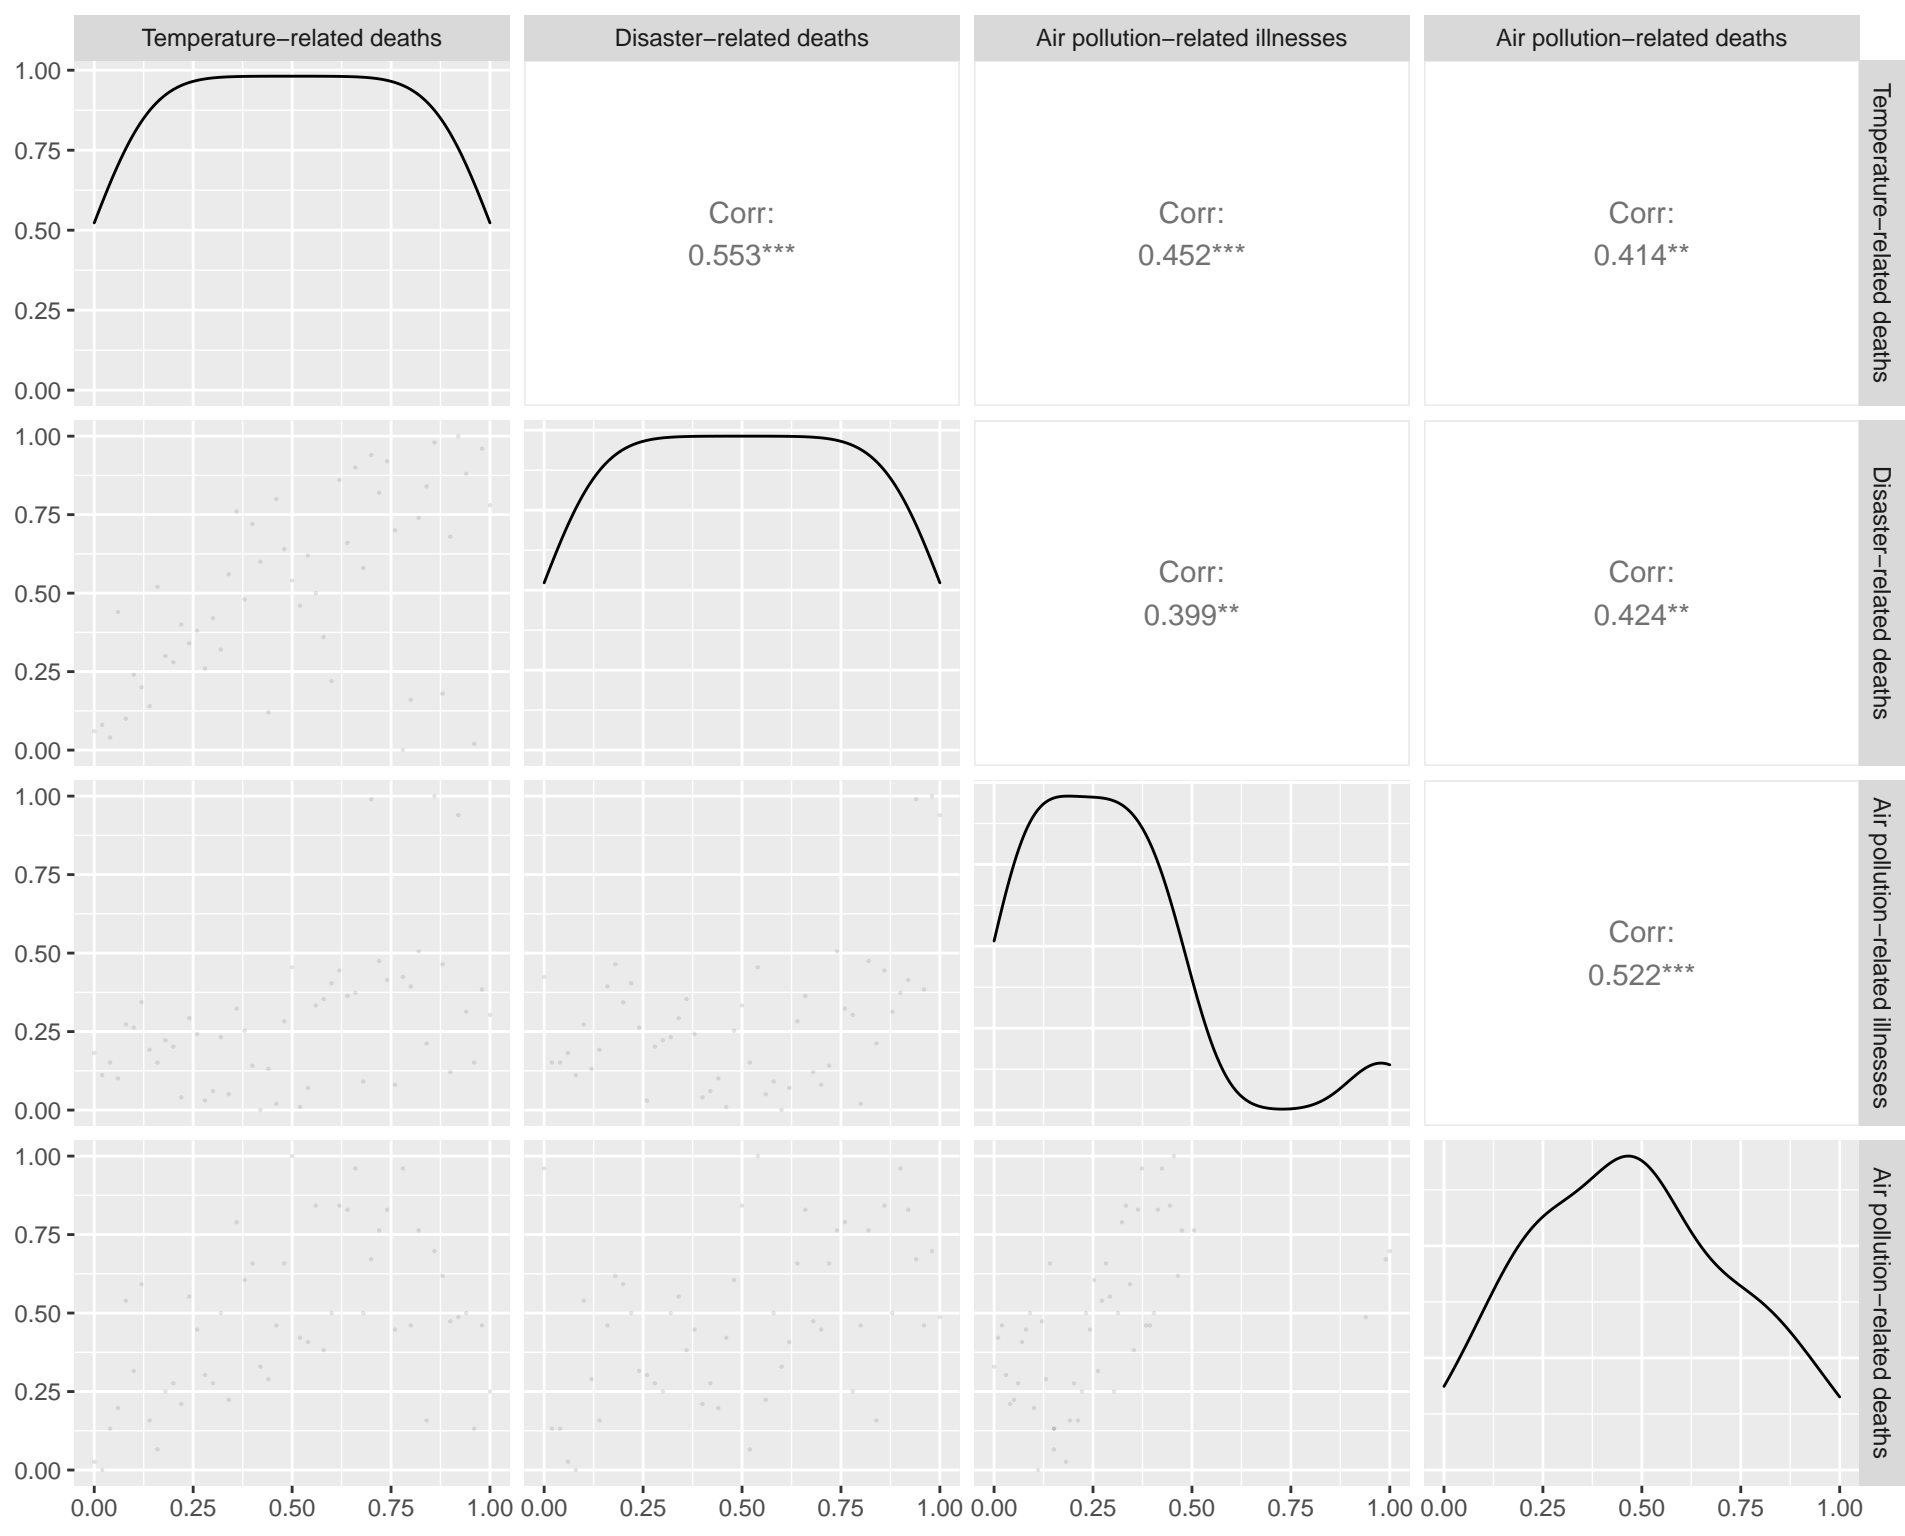 Temperature−related deaths
Disaster−related deaths
Air pollution−related illnesses
Air pollution−related deaths
1.00
0.75
0.50
0.25
0.00
Corr:
0.553***
Corr:
0.452***
Corr:
0.414**
Temperature−related deaths
1.00
0.75
0.50
0.25
0.00
Corr:
0.399**
Corr:
0.424**
Disaster−related deaths
1.00
0.75
0.50
0.25
0.00
Corr:
0.522***
Air pollution−related illnesses
1.00
0.75
0.50
0.25
0.00
Air pollution−related deaths
0.00 0.25 0.50 0.75 1.00
0.00 0.25 0.50 0.75 1.00
0.00 0.25 0.50 0.75 1.00
0.00 0.25 0.50 0.75 1.00